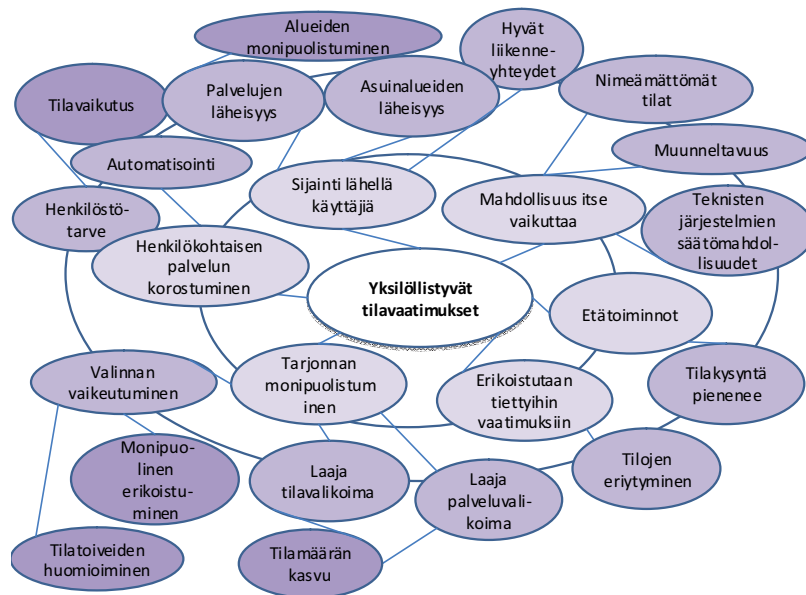 Alueiden
monipuolistuminen
Hyvät
liikenne-
yhteydet
Tilavaikutus
Palvelujen
läheisyys
Asuinalueiden
läheisyys
Nimeämättömät
tilat
Automatisointi
Muunneltavuus
Sijainti lähellä
käyttäjiä
Mahdollisuus itse
vaikuttaa
Henkilöstö-
tarve
Teknisten
järjestelmien
säätömahdol-
lisuudet
Henkilökohtaisen
palvelun
korostuminen
Yksilöllistyvät
tilavaatimukset
Etätoiminnot
Valinnan
vaikeutuminen
Tarjonnan
monipuolistum
inen
Erikoistutaan
tiettyihin
vaatimuksiin
Tilakysyntä
pienenee
Monipuo-
linen
erikoistu-
minen
Laaja
tilavalikoima
Laaja
palveluvali-
koima
Tilojen
eriytyminen
Tilatoiveiden
huomioiminen
Tilamäärän
kasvu